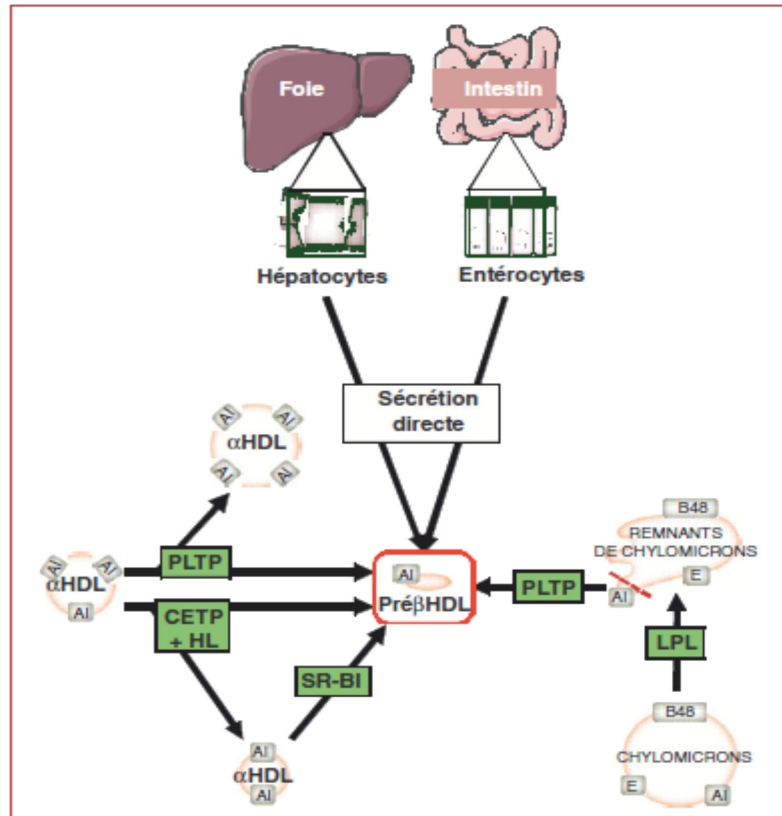 Foie
Intestin
Hépatocytes
Entérocytes
Sécrétion
directe
AI
AI
αHDL
AI
AI
B48
REMNANTS
DE CHYLOMICRONS
E
AI
PLTP
AI
AI
αHDL
AI
PLTP
AI
PréβHDL
CETP
+ HL
SR-BI
LPL
AI
αHDL
AI
B48
CHYLOMICRONS
E
AI